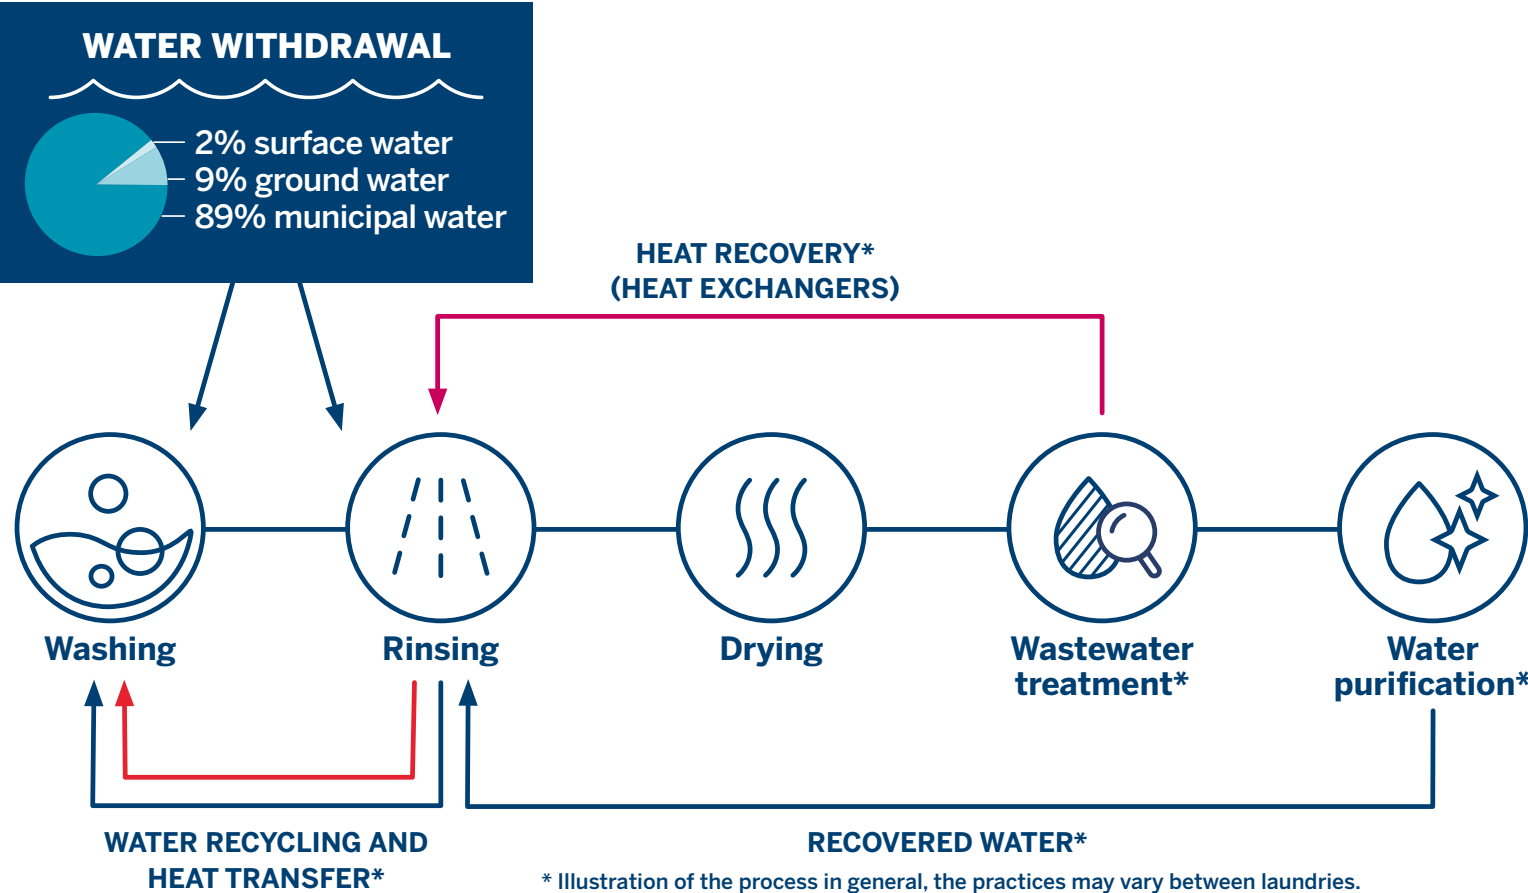 WATER WITHDRAWAL
2% surface water
9% ground water
89% municipal water
HEAT RECOVERY*
(HEAT EXCHANGERS)
Washing
Rinsing
Drying
Wastewater
treatment*
Water
purification*
WATER RECYCLING AND
HEAT TRANSFER*
RECOVERED WATER*
* Illustration of the process in general, the practices may vary between laundries.